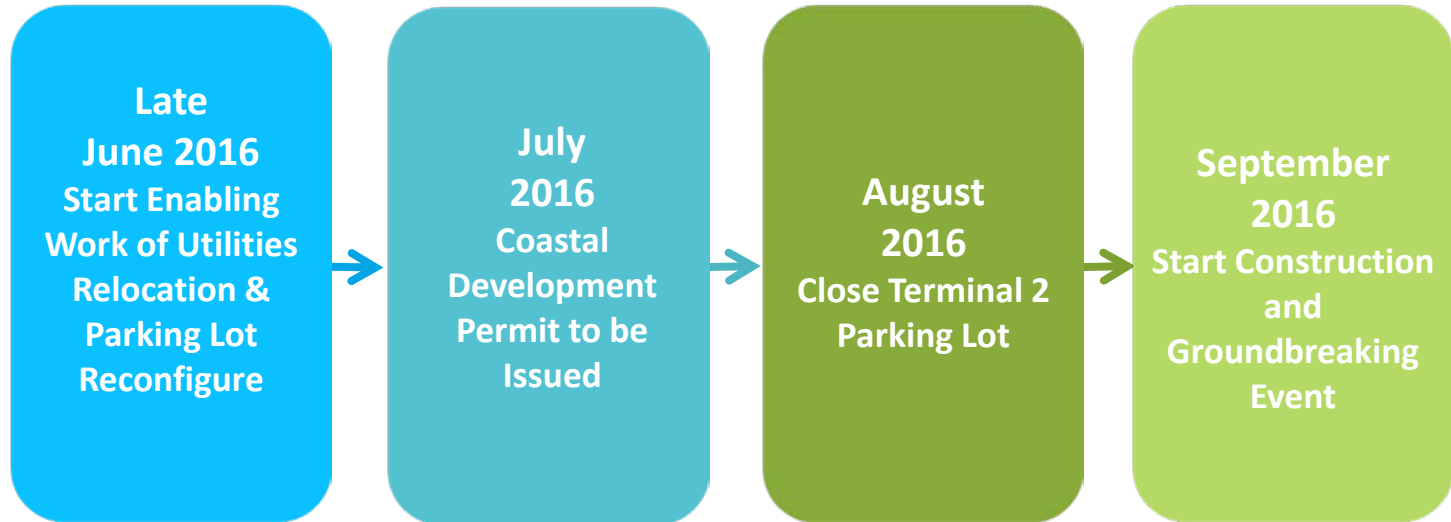 Late
June 2016
Start Enabling
Work of Utilities
Relocation &
Parking Lot
Reconfigure
July
2016
Coastal
Development
Permit to be
Issued
August
2016
Close Terminal 2
Parking Lot
September
2016
Start Construction
and
Groundbreaking
Event